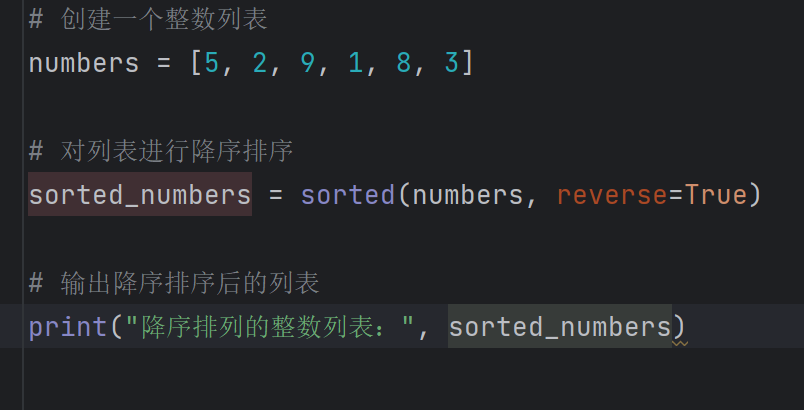 # 创建一个整数列表
numbers = [5, 2, 9, 1, 8, 3]
# 对列表进行降序排序
sorted_numbers = sorted(numbers, reverse=True)
# 输出降序排序后的列表
print("降序排列的整数列表：", sorted_numbers)